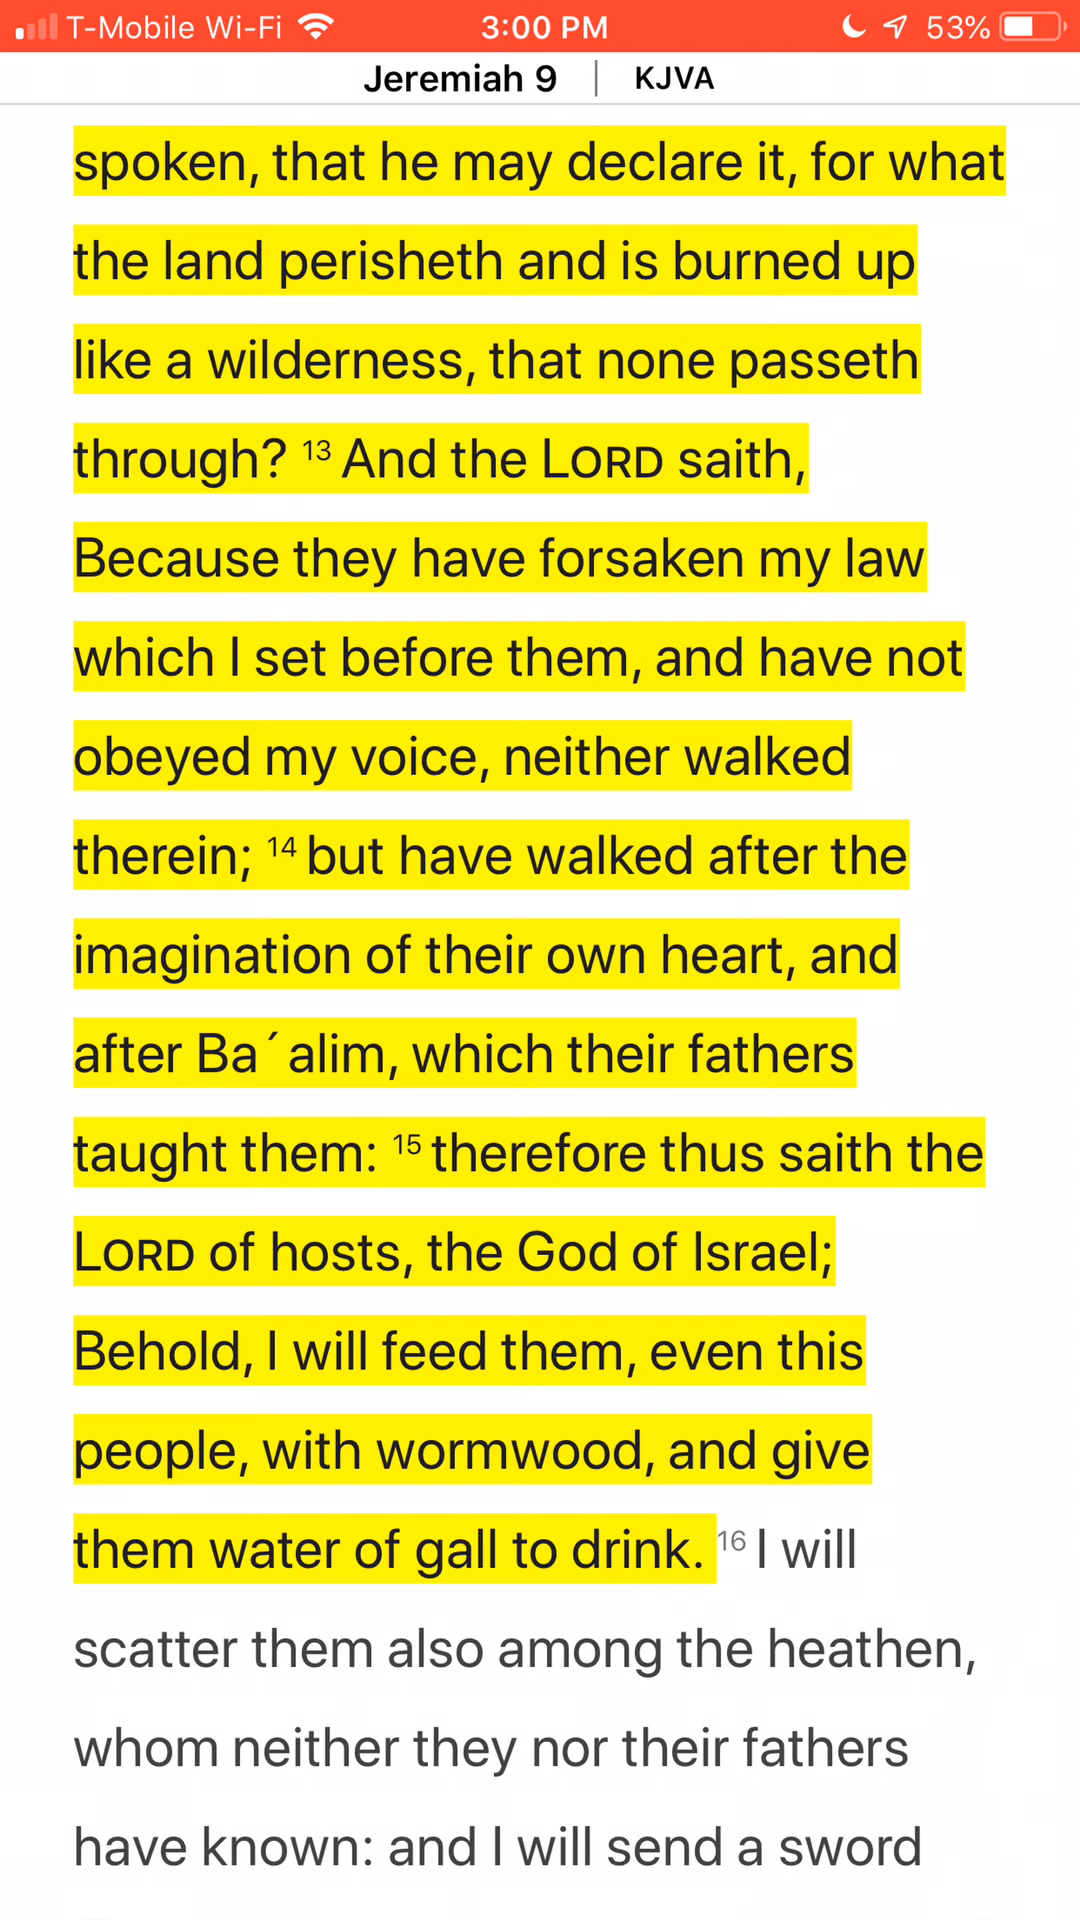 T-Mobile Wi-Fi 3:00 PM 53%
Jeremiah 9 | KJVA
spoken, that he may declare it, for what
the land perisheth and is burned up
like a wilderness, that none passeth
through? 13 And the LORD saith,
Because they have forsaken my law
which I set before them, and have not
obeyed my voice, neither walked
therein; 14 but have walked after the
imagination of their own heart, and
after Ba´alim, which their fathers
taught them: 15 therefore thus saith the
LORD of hosts, the God of Israel;
Behold, I will feed them, even this
people, with wormwood, and give
them water of gall to drink. 16 I will
scatter them also among the heathen,
whom neither they nor their fathers
have known: and I will send a sword